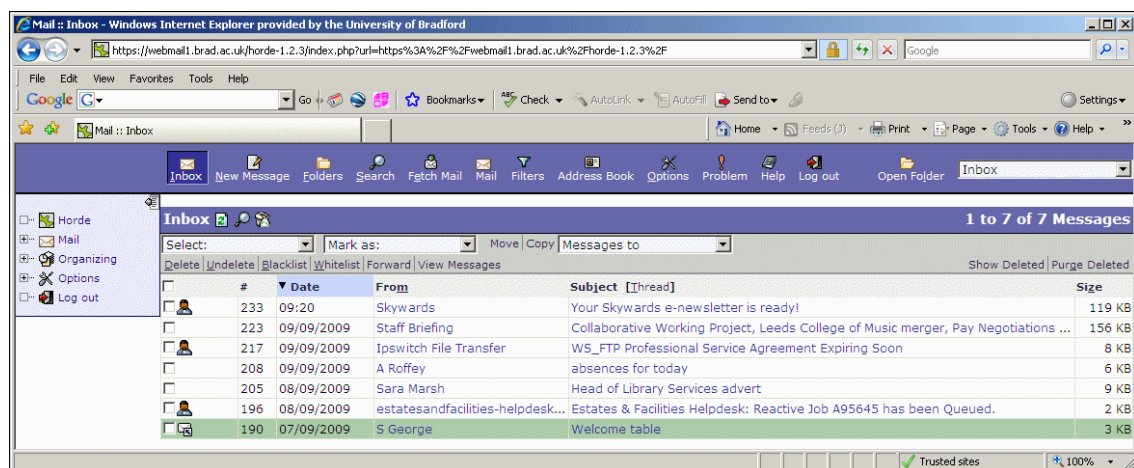 Mail :: Inbox - Windows Internet Explorer provided by the University of Bradford
https://webmail1.brad.ac.uk/horde-1.2.3/index.php?url=https%3A%2F%2Fwebmail1.brad.ac.uk%2Fhorde-1.2.3%2F Google
File Edit View Favorites Tools Help
Google G Go Bookmarks ABC Check AutoLink AutoFill Send to Settings
Mail :: Inbox Home Feeds (J) Print Page Tools Help »
Inbox New Message Folders Search Fetch Mail Mail Filters Address Book Options Problem Help Log out Open Folder Inbox
Horde
Mail
Organizing
Options
Log out
Inbox 1 to 7 of 7 Messages
Select: Mark as: Move | Copy Messages to
Delete | Undelete | Blacklist | Whitelist | Forward | View Messages Show Deleted | Purge Deleted
# Date From Subject [Thread] Size
233 09:20 Skywards Your Skywards e-newsletter is ready! 119 KB
223 09/09/2009 Staff Briefing Collaborative Working Project, Leeds College of Music merger, Pay Negotiations ... 156 KB
217 09/09/2009 Ipswitch File Transfer WS_FTP Professional Service Agreement Expiring Soon 8 KB
208 09/09/2009 A Roffey absences for today 6 KB
205 08/09/2009 Sara Marsh Head of Library Services advert 9 KB
196 08/09/2009 estatesandfacilities-helpdesk... Estates & Facilities Helpdesk: Reactive Job A95645 has been Queued. 2 KB
190 07/09/2009 S George Welcome table 3 KB
Trusted sites 100%